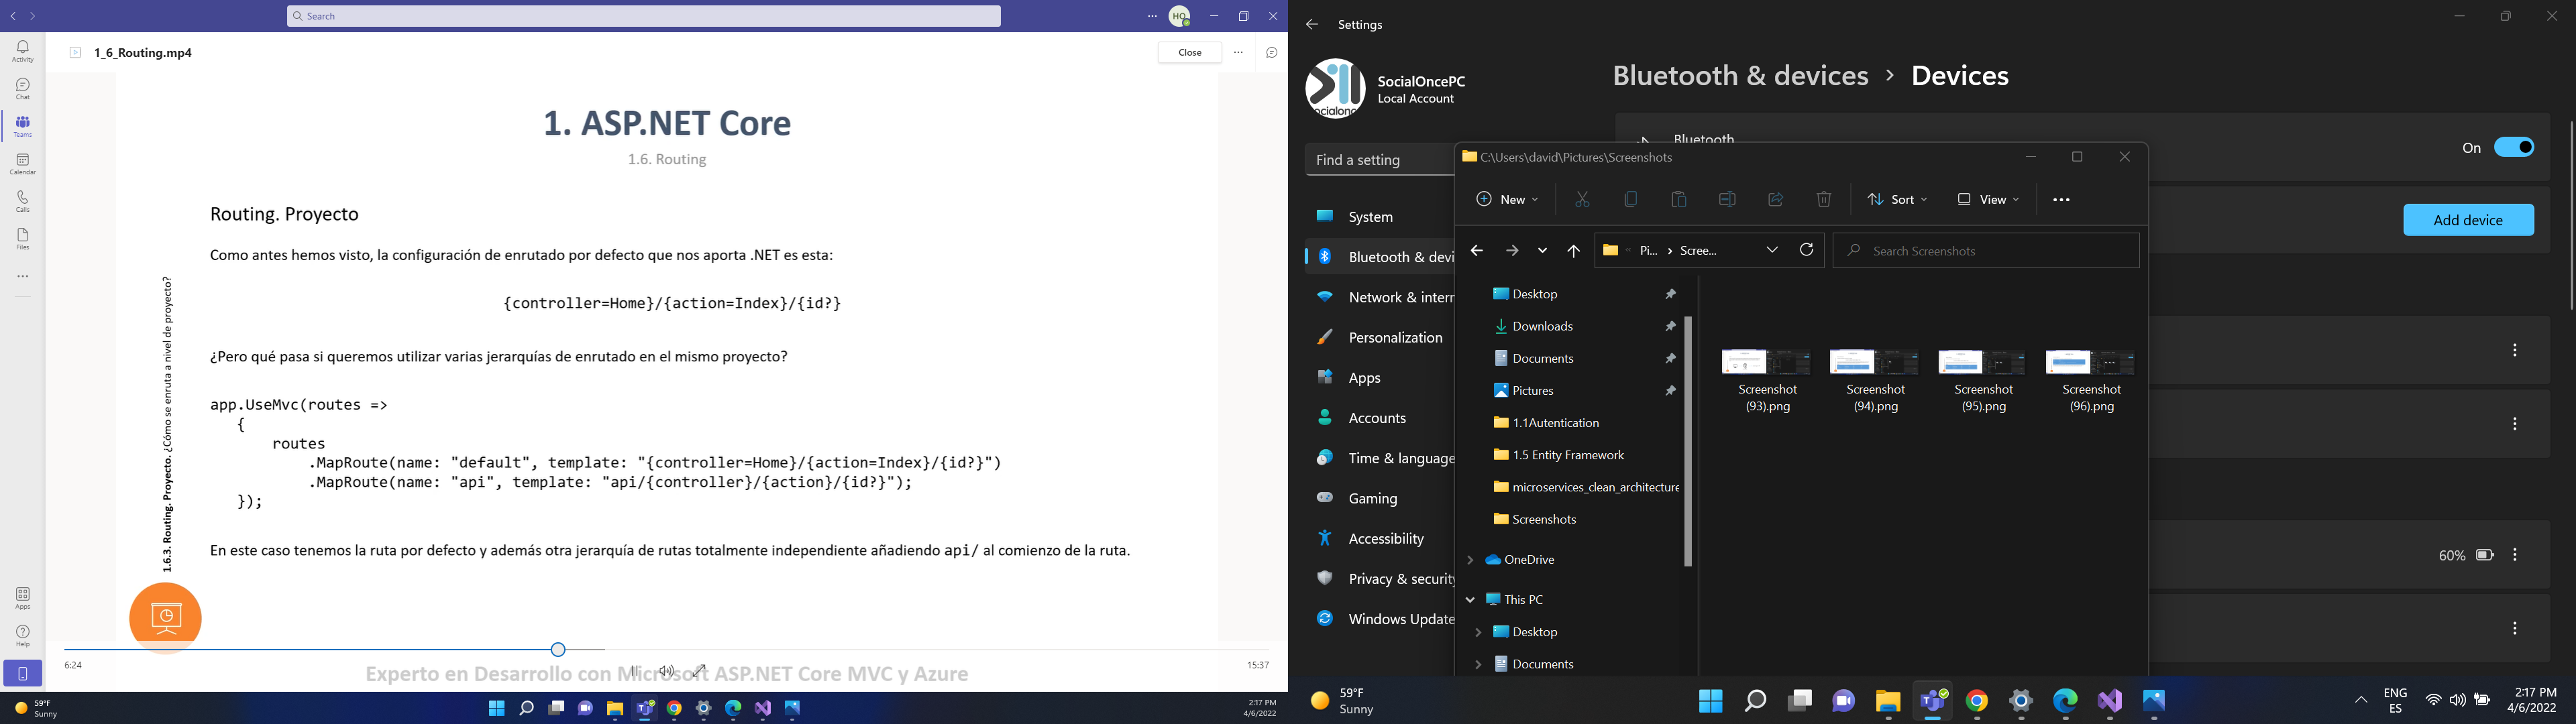 Search
HO
Activity
Chat
Teams
Calendar
Calls
Files
Apps
Help
1_6_Routing.mp4
Close
1. ASP.NET Core
1.6. Routing
1.6.3. Routing. Proyecto. ¿Cómo se enruta a nivel de proyecto?
Routing. Proyecto
Como antes hemos visto, la configuración de enrutado por defecto que nos aporta .NET es esta:
{controller=Home}/{action=Index}/{id?}
¿Pero qué pasa si queremos utilizar varias jerarquías de enrutado en el mismo proyecto?
app.UseMvc(routes =>
{
routes
.MapRoute(name: "default", template: "{controller=Home}/{action=Index}/{id?}")
.MapRoute(name: "api", template: "api/{controller}/{action}/{id?}");
});
En este caso tenemos la ruta por defecto y además otra jerarquía de rutas totalmente independiente añadiendo api/ al comienzo de la ruta.
6:24
15:37
Experto en Desarrollo con Microsoft ASP.NET Core MVC y Azure
59°F
Sunny
2:17 PM
4/6/2022
Settings
SocialOncePC
Local Account
Find a setting
System
Bluetooth & devi
Network & intern
Personalization
Apps
Accounts
Time & language
Gaming
Accessibility
Privacy & security
Windows Update
Bluetooth & devices > Devices
Bluetooth
On
Add device
60%
C:\Users\david\Pictures\Screenshots
New
Sort
View
Pi... > Scree...
Search Screenshots
Desktop
Downloads
Documents
Pictures
1.1Autentication
1.5 Entity Framework
microservices_clean_architecture
Screenshots
OneDrive
This PC
Desktop
Documents
Screenshot (93).png
Screenshot (94).png
Screenshot (95).png
Screenshot (96).png
59°F
Sunny
ENG
ES
2:17 PM
4/6/2022